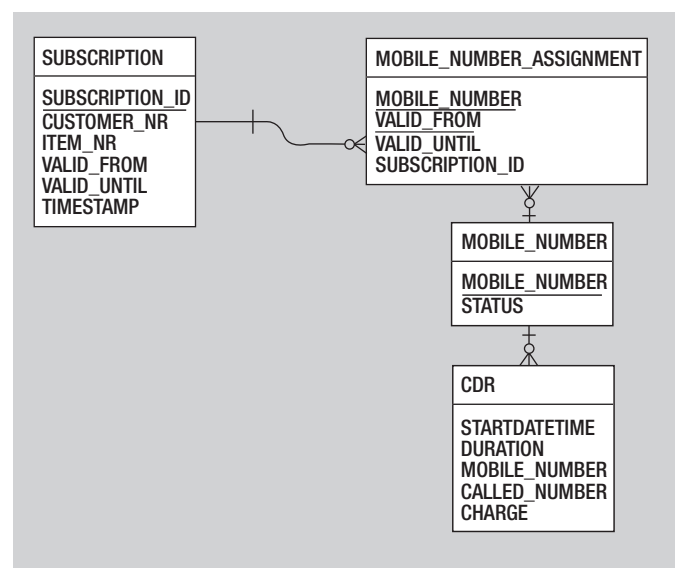 SUBSCRIPTION
SUBSCRIPTION_ID
CUSTOMER_NR
ITEM_NR
VALID_FROM
VALID_UNTIL
TIMESTAMP
MOBILE_NUMBER_ASSIGNMENT
MOBILE_NUMBER
VALID_FROM
VALID_UNTIL
SUBSCRIPTION_ID
MOBILE_NUMBER
MOBILE_NUMBER
STATUS
CDR
STARTDATETIME
DURATION
MOBILE_NUMBER
CALLED_NUMBER
CHARGE